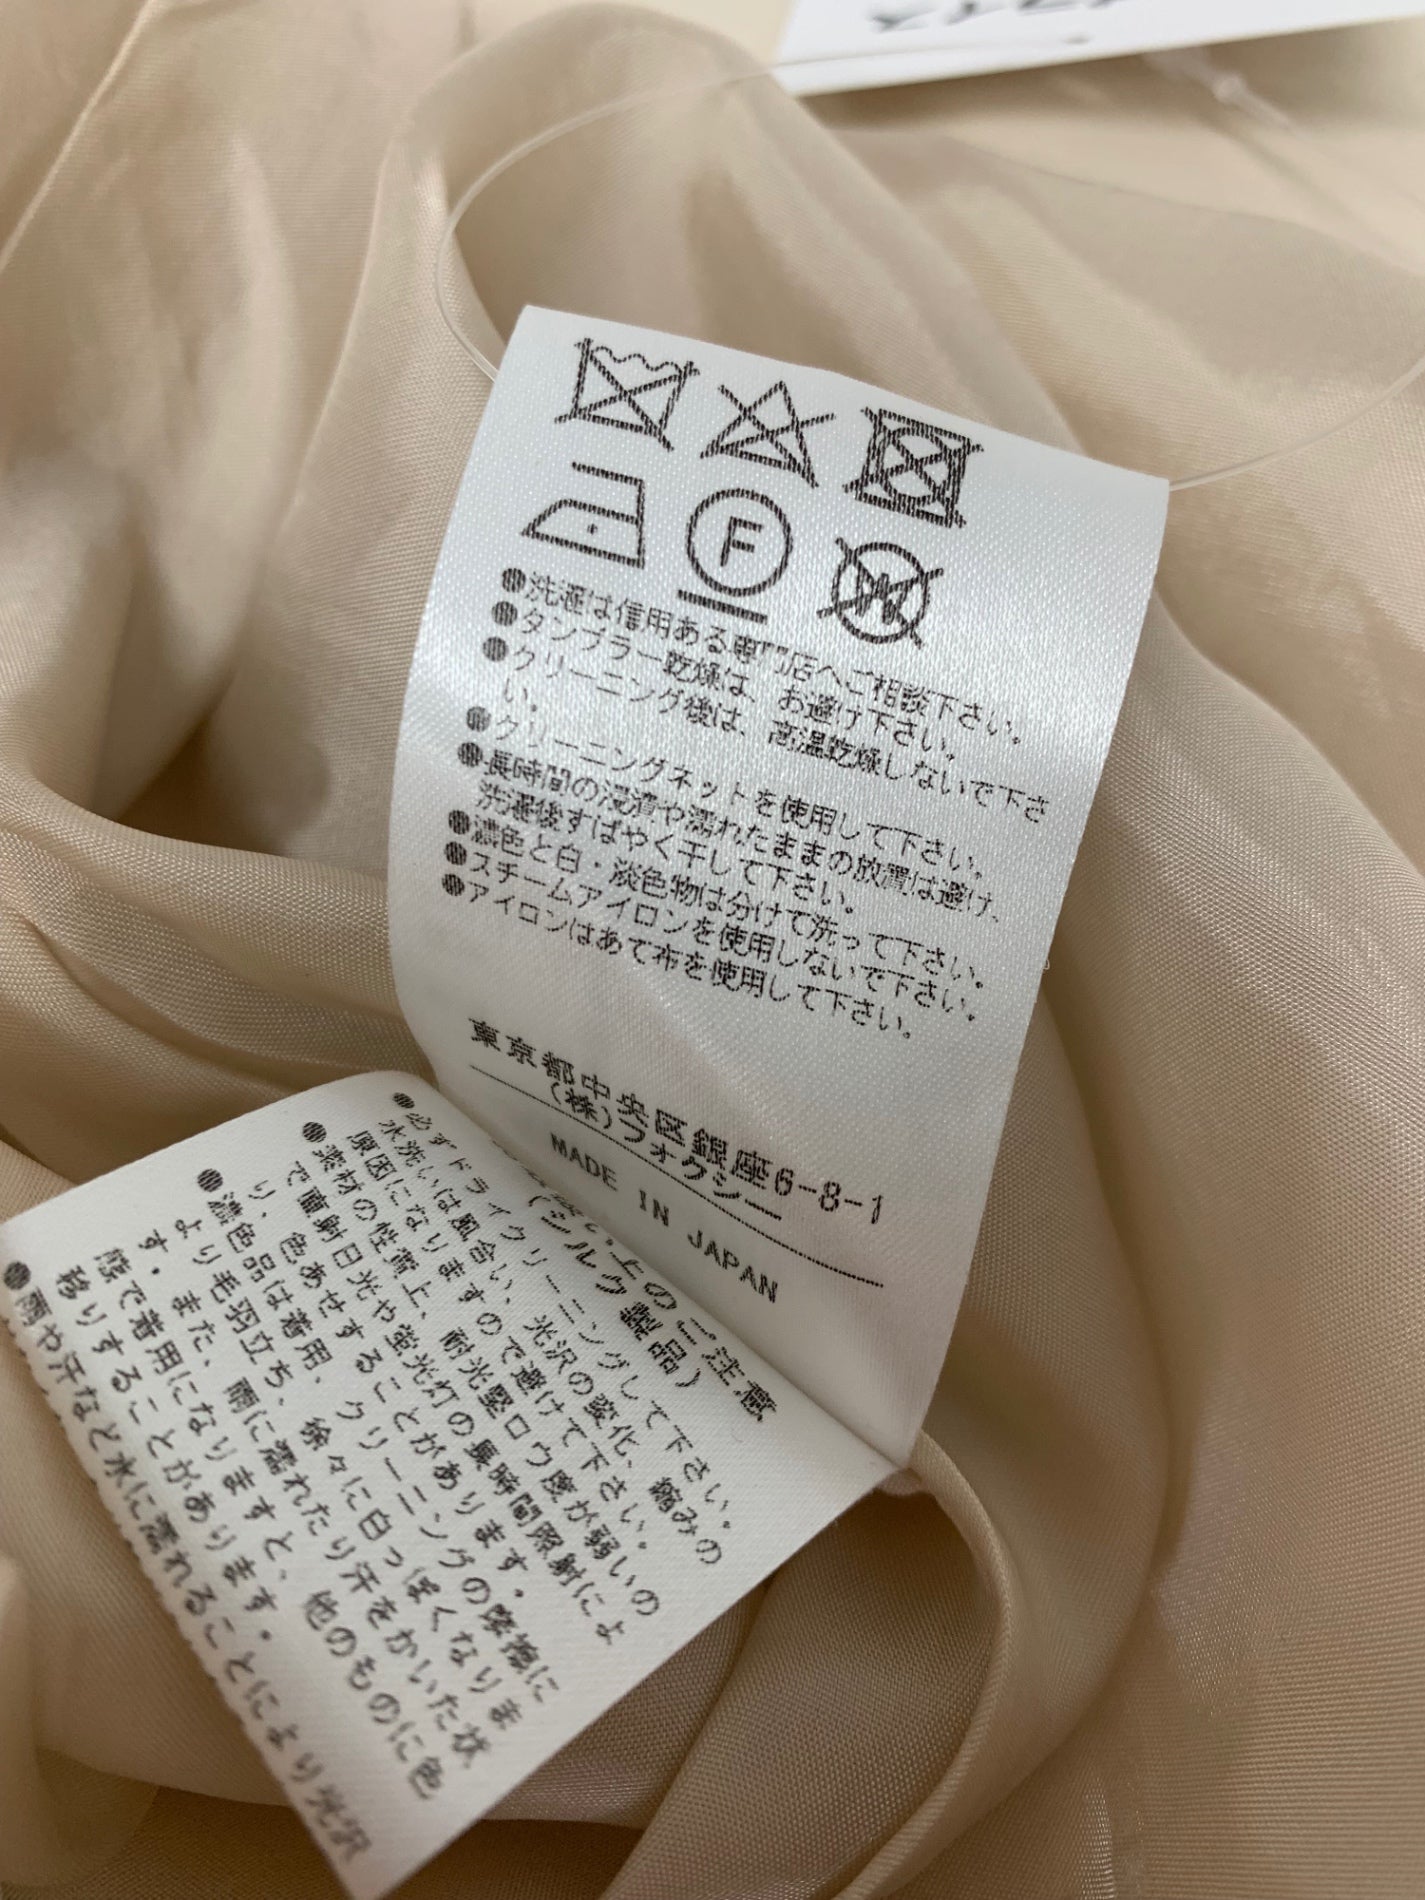 プライス
F
W
●洗濯は信用ある専門店へご相談下さい。
●タンブラー乾燥は、お避け下さい。
●クリーニング後は、高温乾燥しないで下さ
い。
●クリーニングネットを使用して下さい。
●長時間の浸漬や濡れたままの放置は避け、
洗濯後すばやく干して下さい。
●濃色と白・淡色物は分けて洗って下さい。
●スチームアイロンを使用しないで下さい。
●アイロンはあて布を使用して下さい。
東京都中央区銀座6-8-1
(株)フォクシー
MADE IN JAPAN
上のご注意
(シルク製品)
●必ずドライクリーニングして下さい。
水洗いは風合い、光沢の変化、縮みの
原因になりますので避けて下さい。
●素材の性質上、耐光堅ロウ度が弱いの
で直射日光や蛍光灯の長時間照射によ
り、色あせすることがあります。
●濃色品は着用、クリーニングの摩擦に
より毛羽立ち、徐々に白っぽくなりま
す。また、雨に濡れたり汗をかいた状
態で着用になりますと、他のものに色
移りすることがあります。
●雨や汗など水に濡れることにより光沢